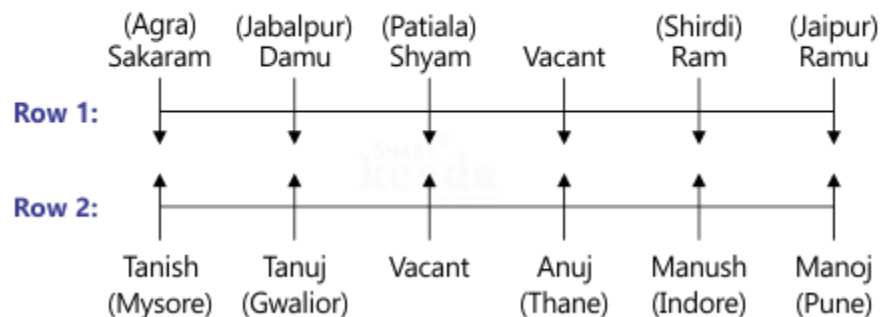 (Agra) (Jabalpur) (Patiala) (Shirdi) (Jaipur)
Sakaram Damu Shyam Vacant Ram Ramu
Row 1:
Row 2:
Tanish Tanuj Vacant Anuj Manush Manoj
(Mysore) (Gwalior) (Thane) (Indore) (Pune)